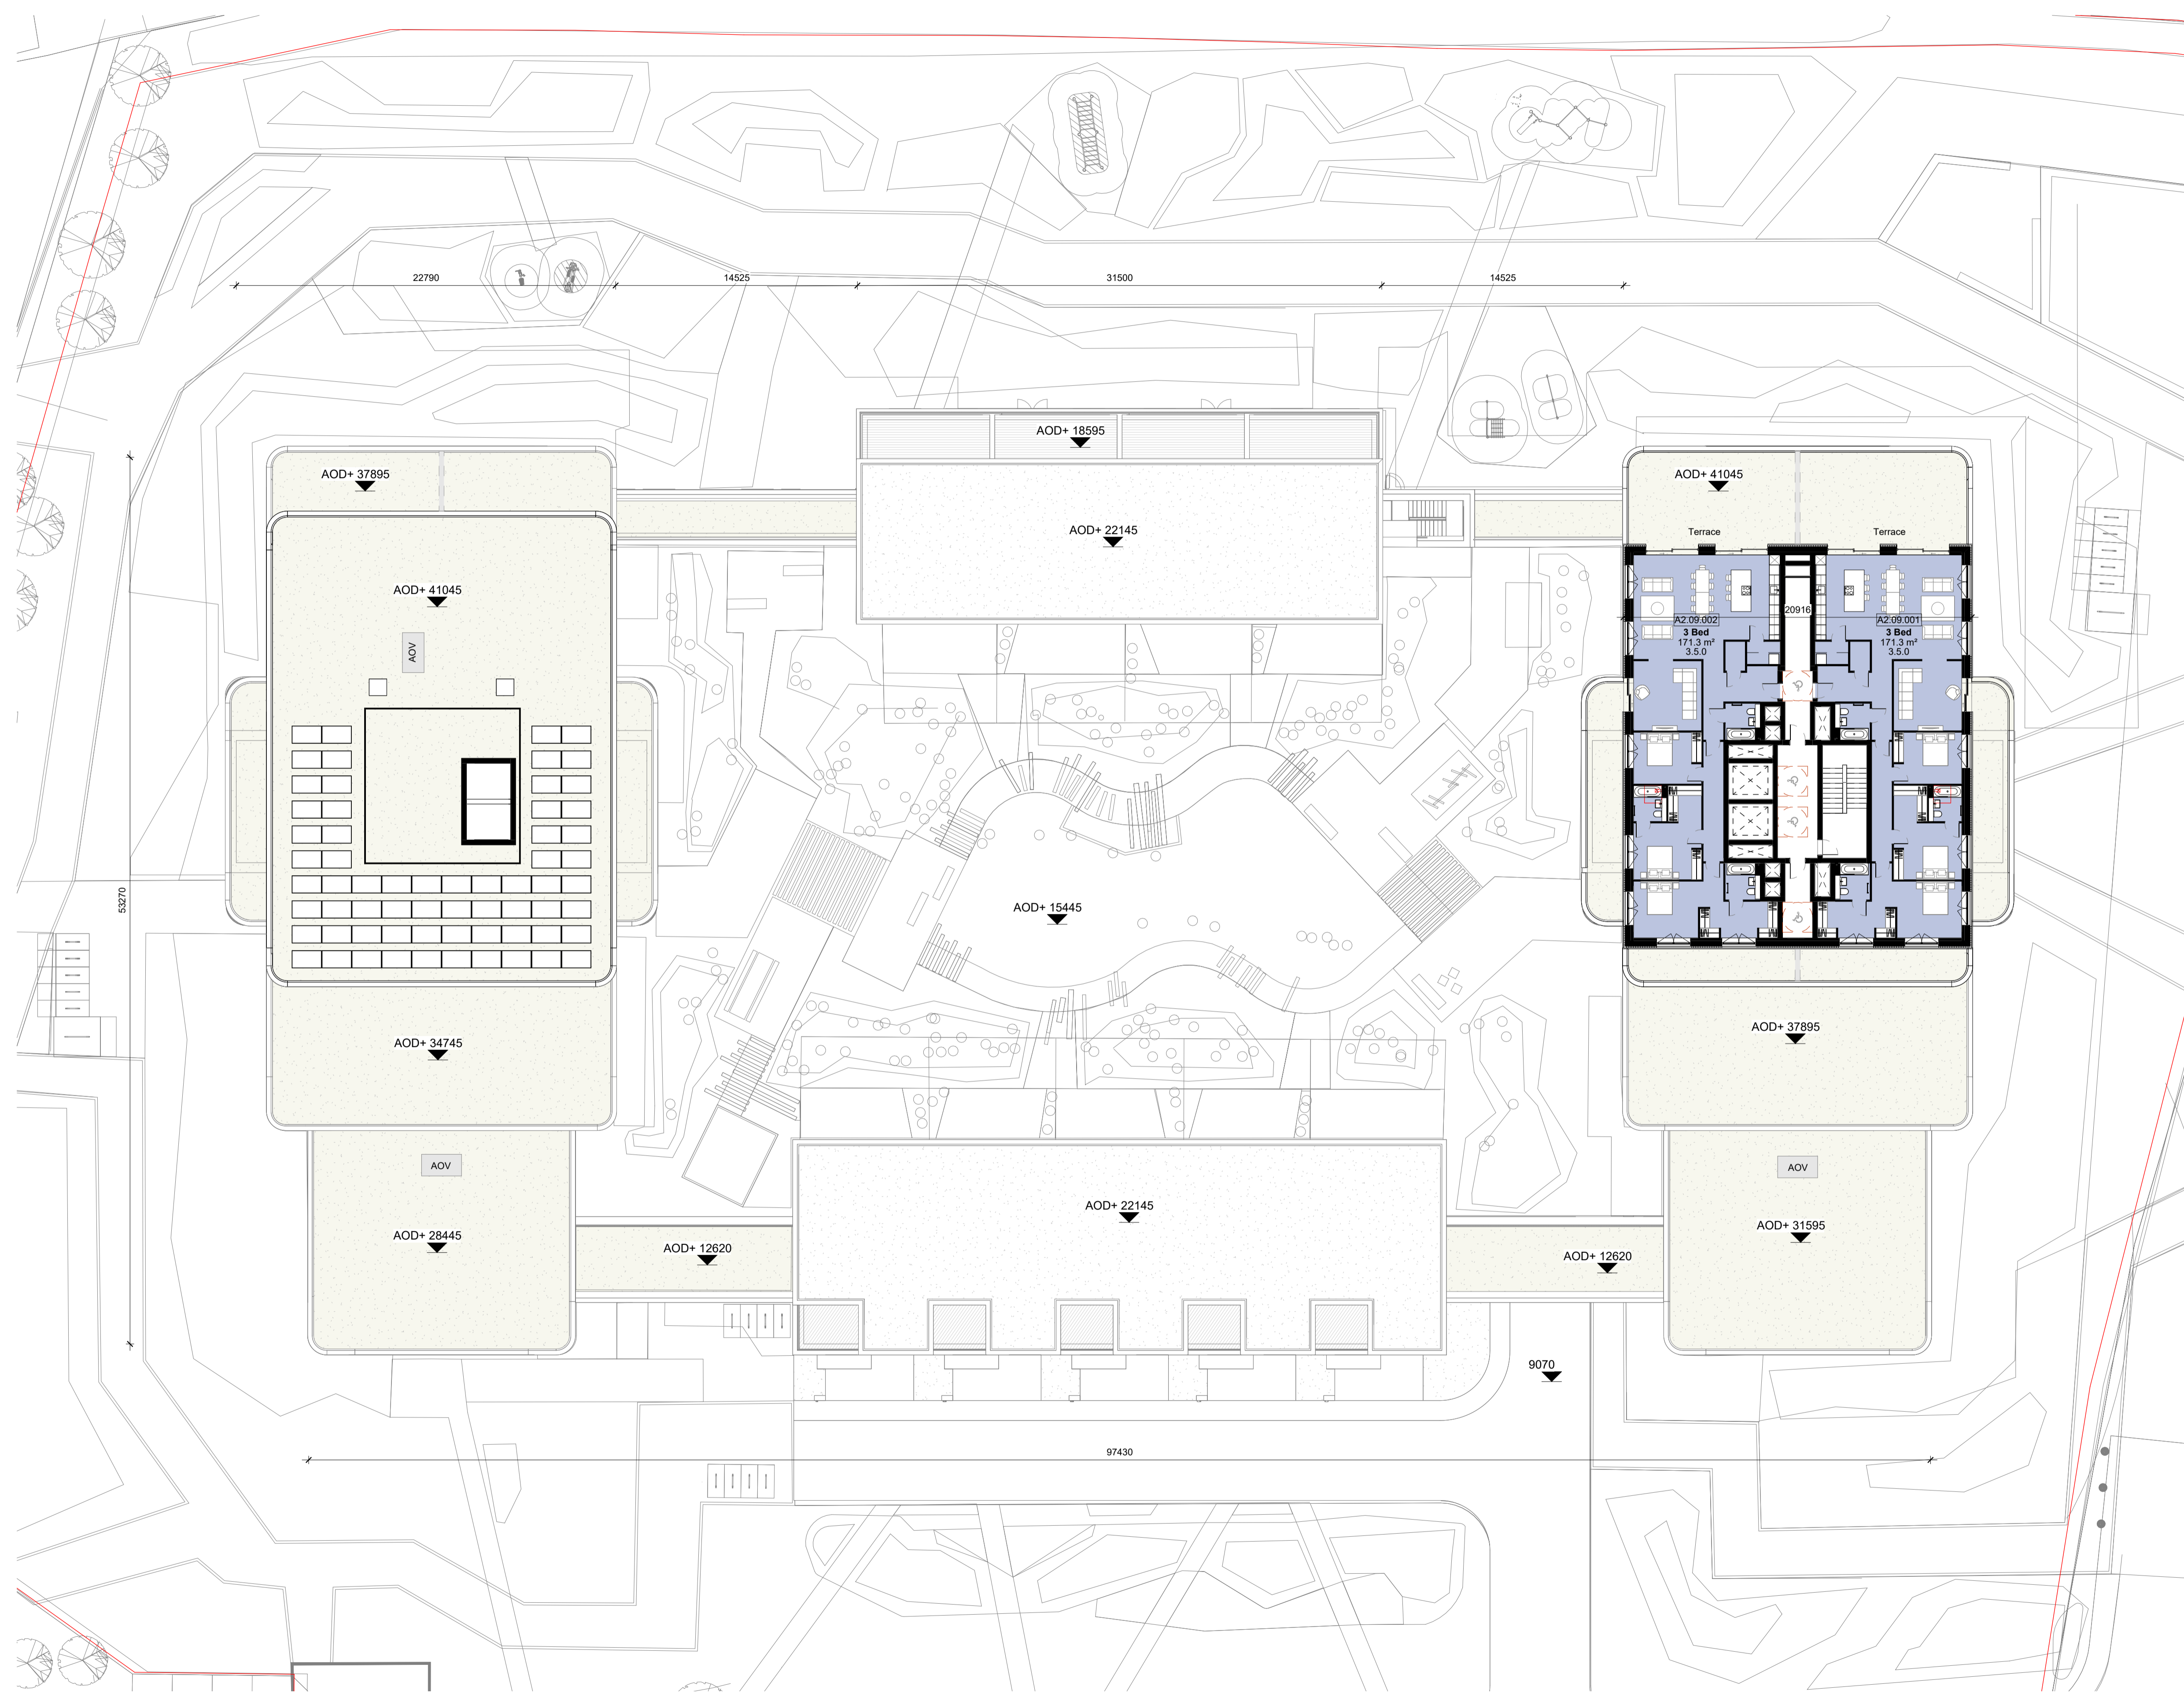 22790
14525
31500
14525
AOD+ 18595
AOD+ 37895
AOD+ 41045
AOD+ 22145
Terrace
Terrace
AOD+ 41045
20916
A2.09.002
3 Bed
171.3 m²
3.5.0
A2.09.001
3 Bed
171.3 m²
3.5.0
AOV
53270
AOD+ 15445
AOD+ 34745
AOD+ 37895
AOV
AOV
AOD+ 22145
AOD+ 28445
AOD+ 12620
AOD+ 12620
AOD+ 31595
9070
97430